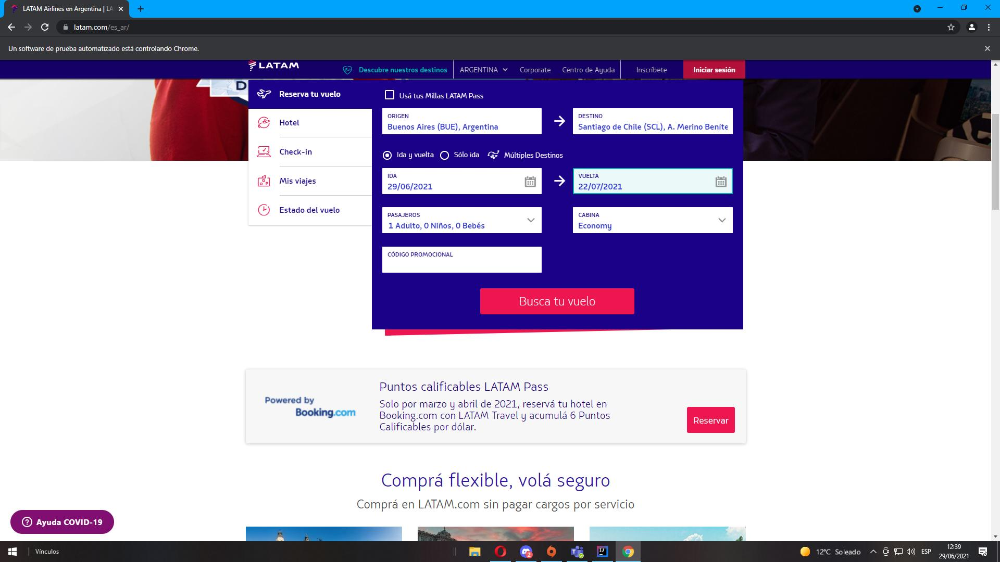 LATAM Airlines en Argentina | LA
latam.com/es_ar/
Un software de prueba automatizado está controlando Chrome.
LATAM
Descubre nuestros destinos
ARGENTINA
Corporate
Centro de Ayuda
Inscríbete
Iniciar sesión
D
Reserva tu vuelo
Hotel
Check-in
Mis viajes
Estado del vuelo
Usá tus Millas LATAM Pass
ORIGEN
Buenos Aires (BUE), Argentina
DESTINO
Santiago de Chile (SCL), A. Merino Beníte
Ida y vuelta
Sólo ida
Múltiples Destinos
IDA
29/06/2021
VUELTA
22/07/2021
PASAJEROS
1 Adulto, 0 Niños, 0 Bebés
CABINA
Economy
CÓDIGO PROMOCIONAL
Busca tu vuelo
Powered by
Booking.com
Puntos calificables LATAM Pass
Solo por marzo y abril de 2021, reservá tu hotel en
Booking.com con LATAM Travel y acumulá 6 Puntos
Calificables por dólar.
Reservar
Comprá flexible, volá seguro
Comprá en LATAM.com sin pagar cargos por servicio
Ayuda COVID-19
Vínculos
2
IJ
12°C Soleado
ESP
12:39
29/06/2021